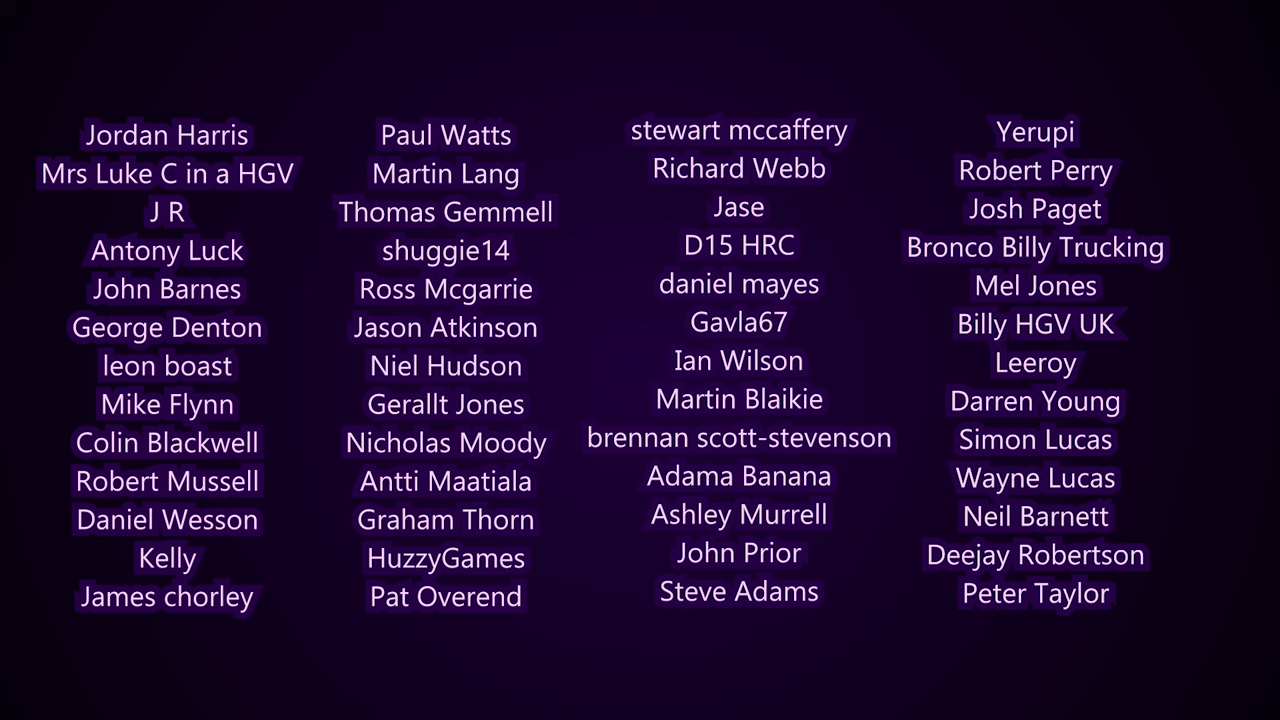 Jordan Harris
Mrs Luke C in a HGV
J R
Antony Luck
John Barnes
George Denton
leon boast
Mike Flynn
Colin Blackwell
Robert Mussell
Daniel Wesson
Kelly
James chorley
Paul Watts
Martin Lang
Thomas Gemmell
shuggie14
Ross Mcgarrie
Jason Atkinson
Niel Hudson
Gerallt Jones
Nicholas Moody
Antti Maatiala
Graham Thorn
HuzzyGames
Pat Overend
stewart mccaffery
Richard Webb
Jase
D15 HRC
daniel mayes
Gavla67
Ian Wilson
Martin Blaikie
brennan scott-stevenson
Adama Banana
Ashley Murrell
John Prior
Steve Adams
Yerupi
Robert Perry
Josh Paget
Bronco Billy Trucking
Mel Jones
Billy HGV UK
Leeroy
Darren Young
Simon Lucas
Wayne Lucas
Neil Barnett
Deejay Robertson
Peter Taylor